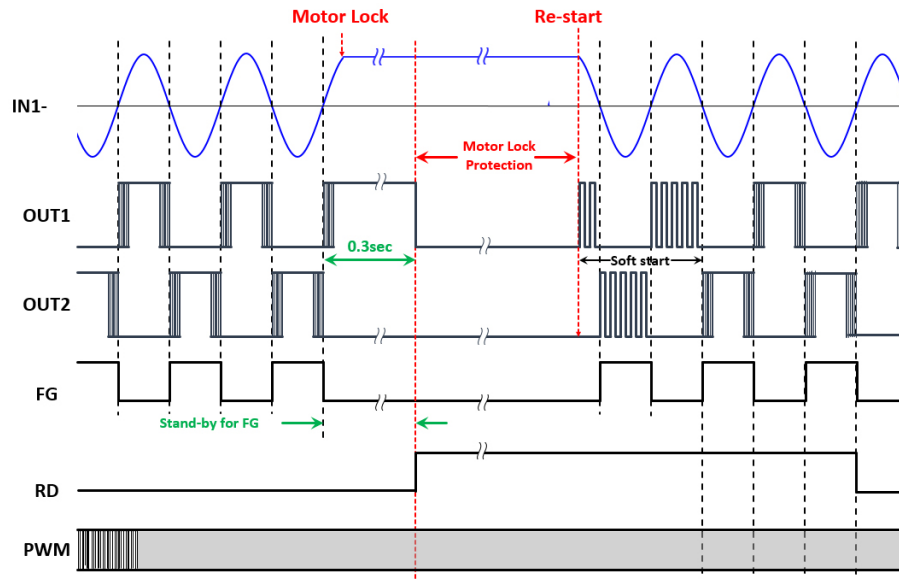 Motor Lock
Re-start
IN1-
Motor Lock
Protection
OUT1
0.3sec
Soft start
OUT2
FG
Stand-by for FG
RD
PWM